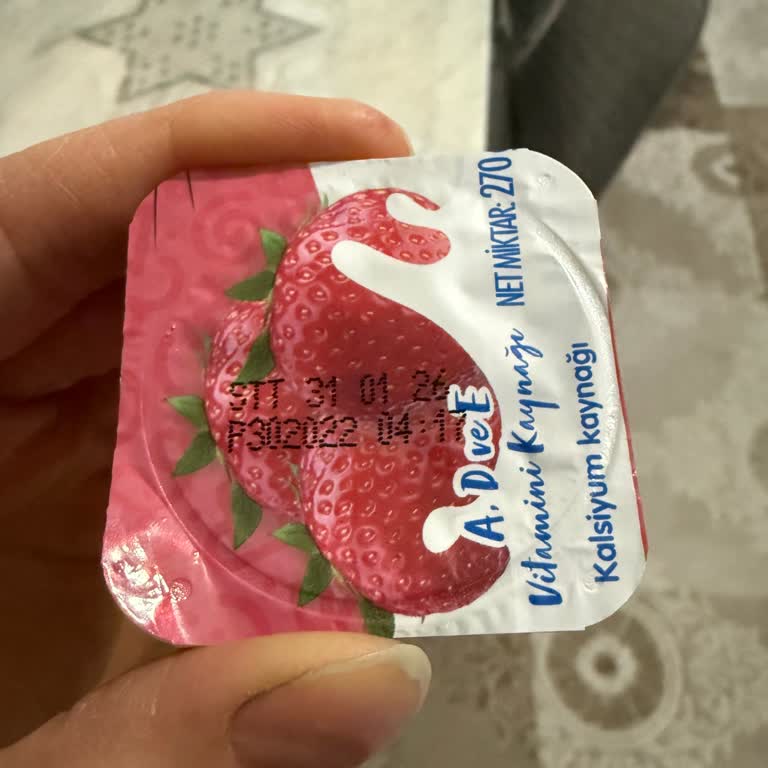 STT 31 01 26
P302022 04:1
A, D ve E
Vitamini Kaynağı
Kalsiyum kaynağı
NET MİKTAR: 270